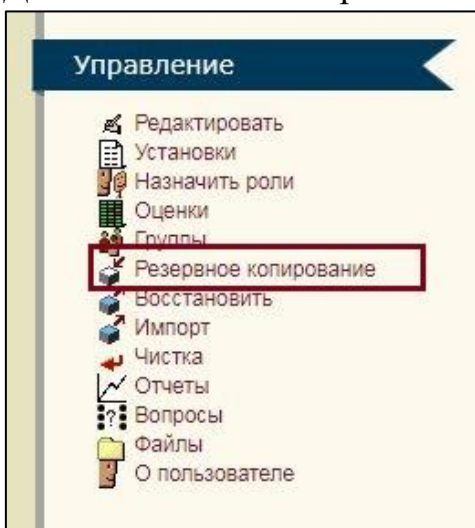 Управление
Редактировать
Установки
Назначить роли
Оценки
Группы
Резервное копирование
Восстановить
Импорт
Чистка
Отчеты
Вопросы
Файлы
О пользователе